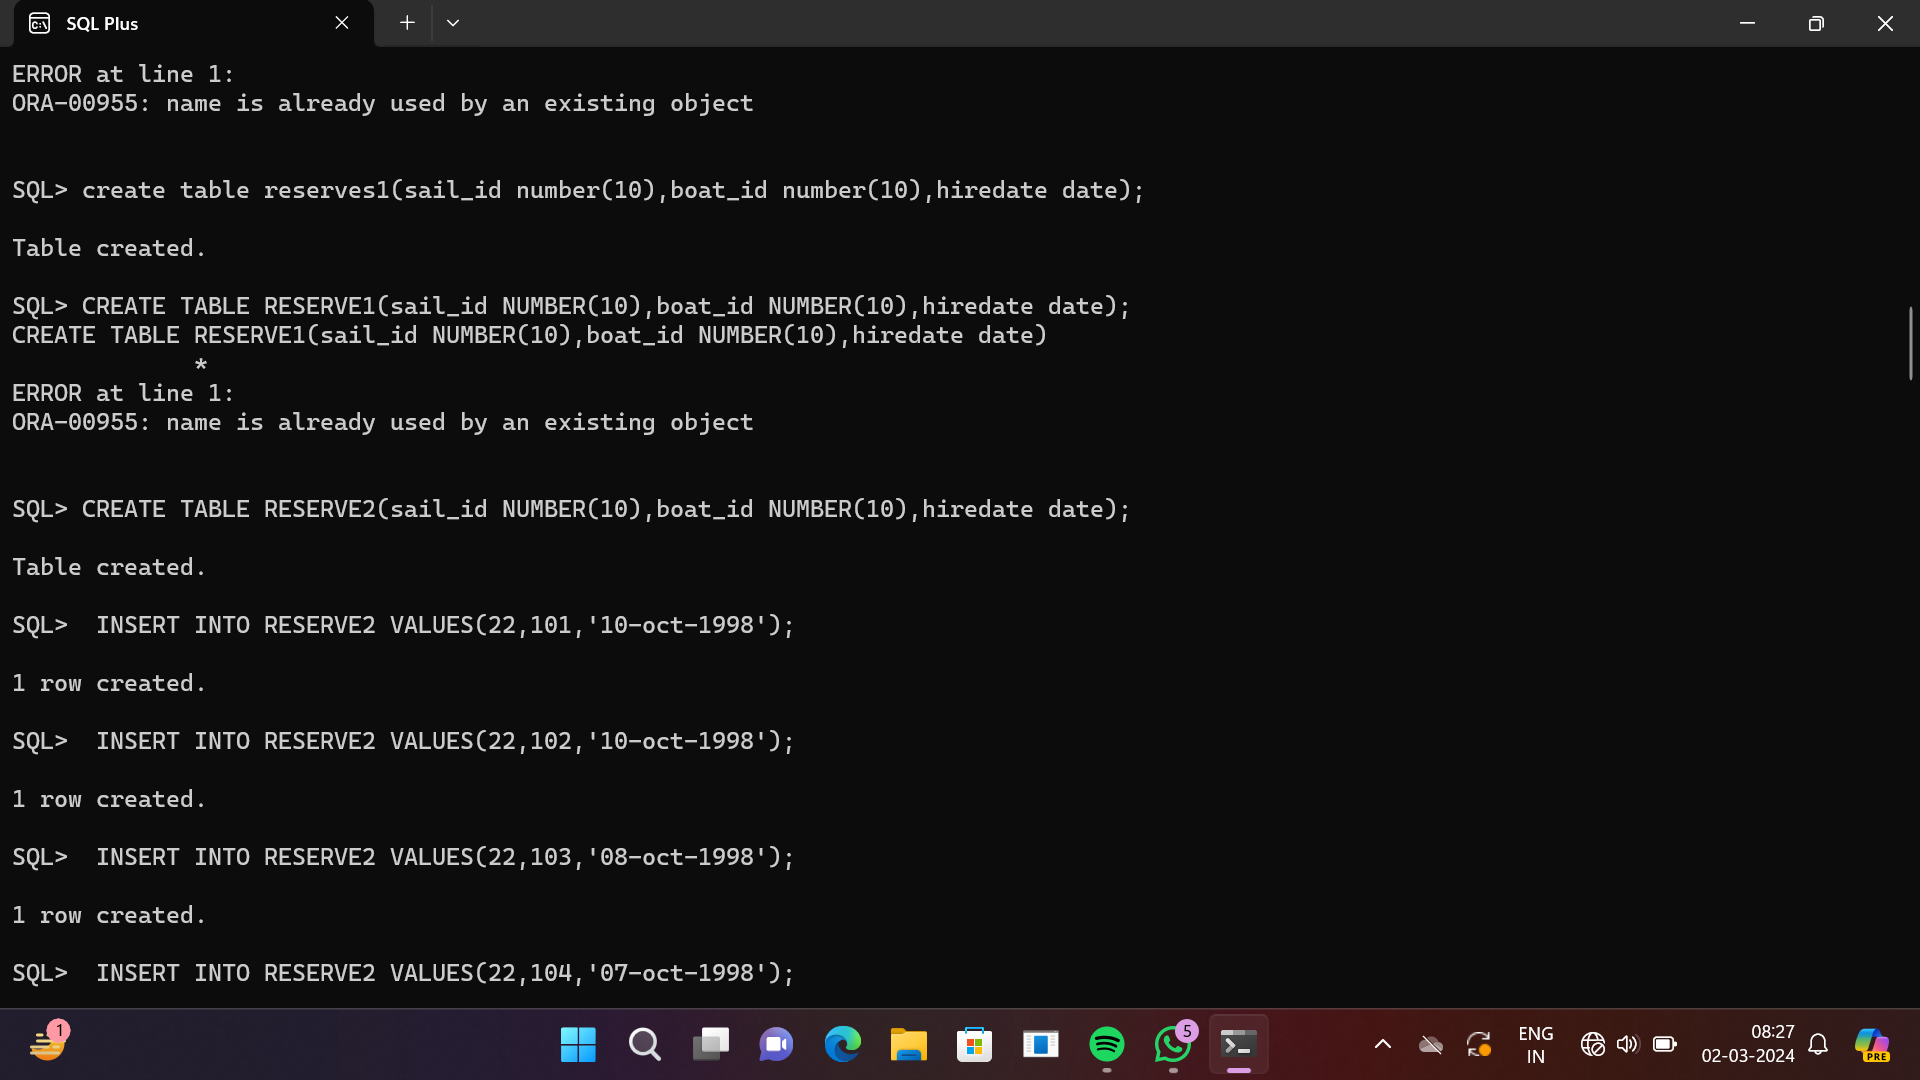 SQL Plus
ERROR at line 1:
ORA-00955: name is already used by an existing object
SQL> create table reserves1(sail_id number(10),boat_id number(10),hiredate date);
Table created.
SQL> CREATE TABLE RESERVE1(sail_id NUMBER(10),boat_id NUMBER(10),hiredate date);
CREATE TABLE RESERVE1(sail_id NUMBER(10),boat_id NUMBER(10),hiredate date)
*
ERROR at line 1:
ORA-00955: name is already used by an existing object
SQL> CREATE TABLE RESERVE2(sail_id NUMBER(10),boat_id NUMBER(10),hiredate date);
Table created.
SQL>  INSERT INTO RESERVE2 VALUES(22,101,'10-oct-1998');
1 row created.
SQL>  INSERT INTO RESERVE2 VALUES(22,102,'10-oct-1998');
1 row created.
SQL>  INSERT INTO RESERVE2 VALUES(22,103,'08-oct-1998');
1 row created.
SQL>  INSERT INTO RESERVE2 VALUES(22,104,'07-oct-1998');
1
5
ENG
IN
08:27
02-03-2024
PRE